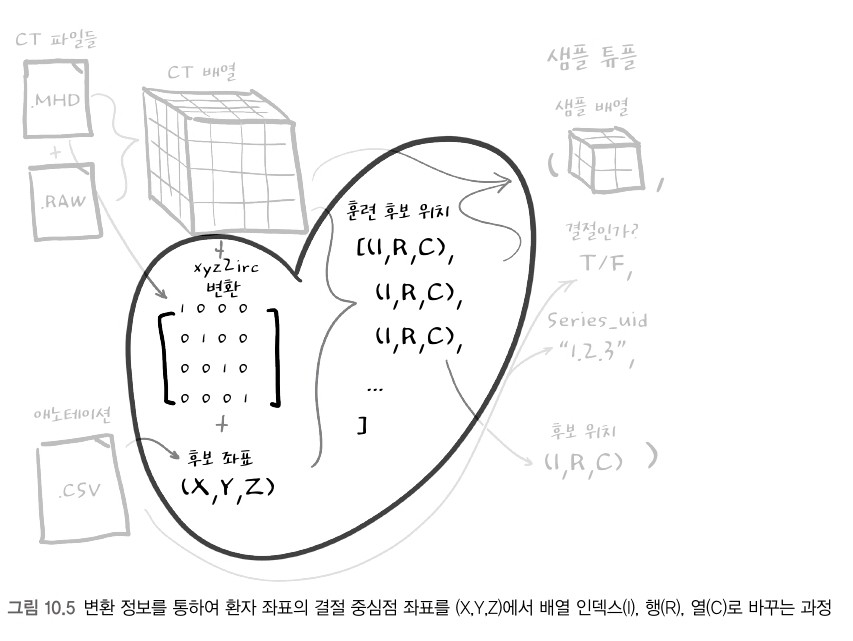 CT 파일들
.MHD
+
.RAW
CT 배열
+
xyz2irc
변환
1 0 0 0
0 1 0 0
0 0 1 0
0 0 0 1
+
애노테이션
.CSV
후보 좌표
(X,Y,Z)
훈련 후보 위치
[(I,R,C),
(I,R,C),
(I,R,C),
...
]
샘플 튜플
샘플 배열
( ,
결절인가?
T/F,
Series_uid
“1.2.3”,
후보 위치
(I,R,C) )
그림 10.5 변환 정보를 통하여 환자 좌표의 결절 중심점 좌표를 (X,Y,Z)에서 배열 인덱스(I), 행(R), 열(C)로 바꾸는 과정